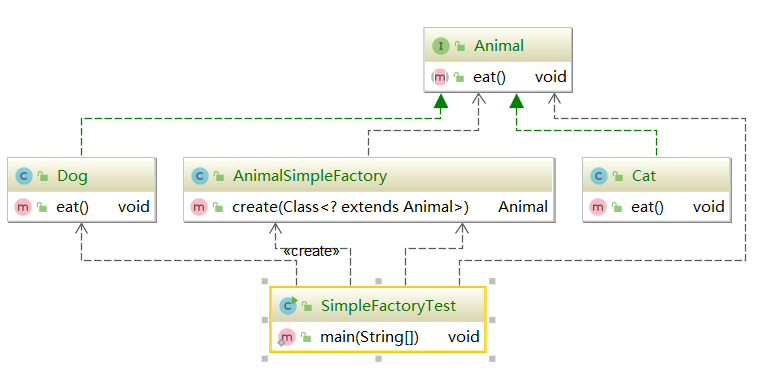 I Animal
m eat() void
C Dog
m eat() void
C AnimalSimpleFactory
m create(Class<? extends Animal>) Animal
C Cat
m eat() void
«create»
C SimpleFactoryTest
m main(String[]) void